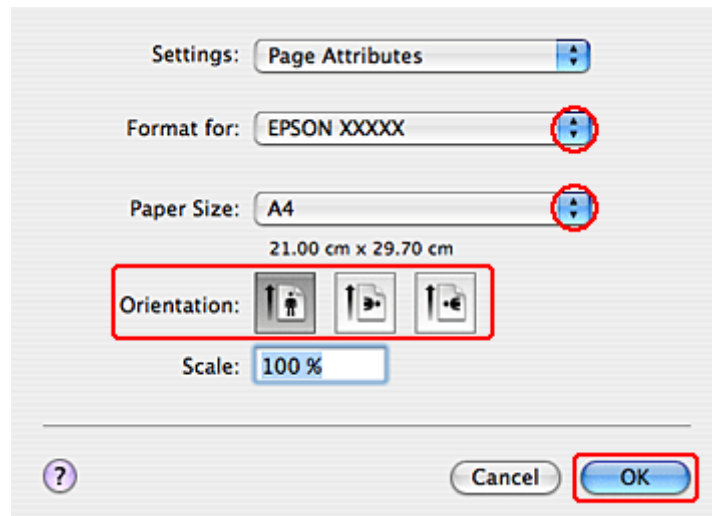 Settings: Page Attributes
Format for: EPSON XXXXX
Paper Size: A4
21.00 cm x 29.70 cm
Orientation:
Scale: 100 %
? Cancel OK